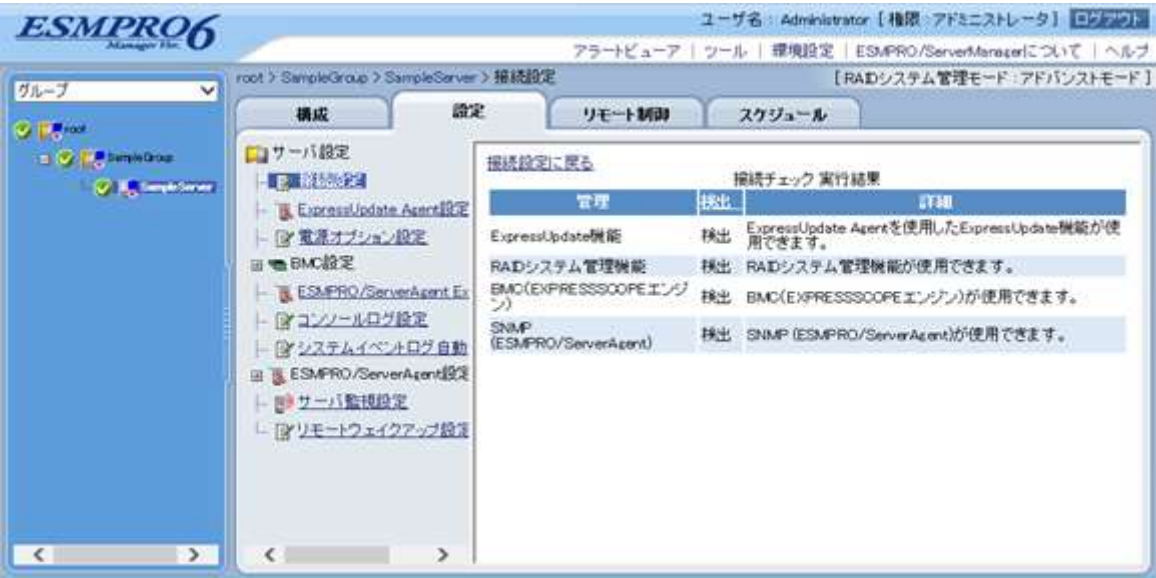 ESMPRO6
Manager Ver.
ユーザ名 : Administrator [ 権限 : アドミニストレータ ] ログアウト
アラートビューア | ツール | 環境設定 | ESMPRO/ServerManagerについて | ヘルプ
グループ
root
SampleGroup
SampleServer
root > SampleGroup > SampleServer > 接続設定
[ RAIDシステム管理モード : アドバンストモード ]
構成
設定
リモート制御
スケジュール
サーバ設定
接続設定
ExpressUpdate Agent設定
電源オプション設定
BMC設定
ESMPRO/ServerAgent Ex
コンソールログ設定
システムイベントログ自動
ESMPRO/ServerAgent設定
サーバ監視設定
リモートウェイクアップ設定
接続設定に戻る
接続チェック 実行結果
管理 検出 詳細
ExpressUpdate機能 検出 ExpressUpdate Agentを使用したExpressUpdate機能が使
用できます。
RAIDシステム管理機能 検出 RAIDシステム管理機能が使用できます。
BMC(EXPRESSSCOPEエンジ
ン) 検出 BMC(EXPRESSSCOPEエンジン)が使用できます。
SNMP
(ESMPRO/ServerAgent) 検出 SNMP (ESMPRO/ServerAgent)が使用できます。